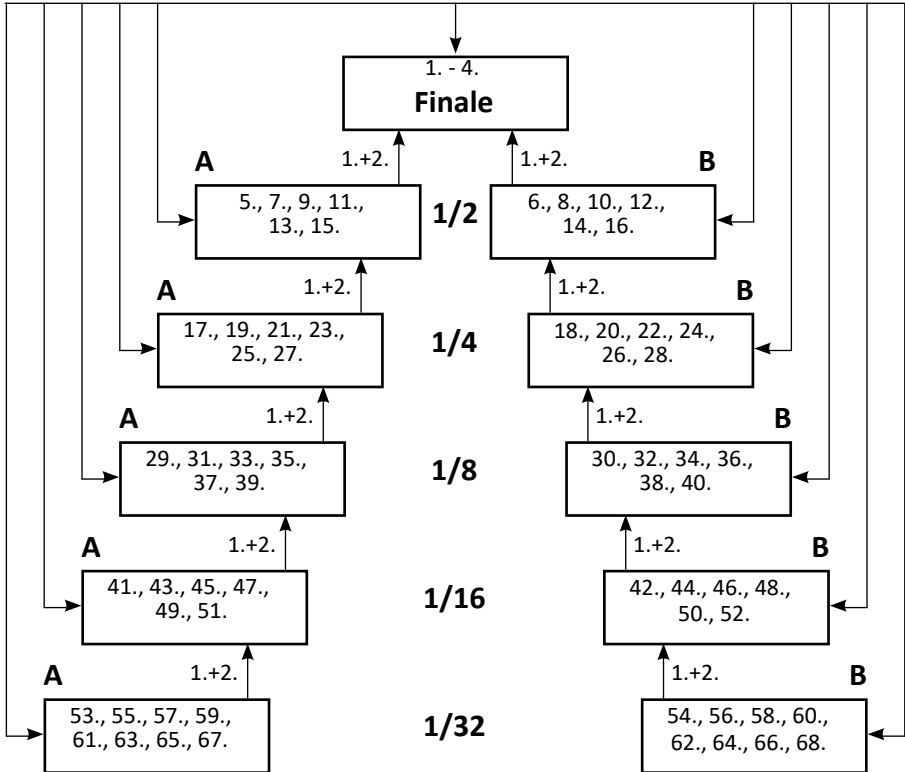 1. - 4.
Finale
A
1.+2.
1.+2.
B
5., 7., 9., 11.,
13., 15.
1/2
6., 8., 10., 12.,
14., 16.
A
1.+2.
1.+2.
B
17., 19., 21., 23.,
25., 27.
1/4
18., 20., 22., 24.,
26., 28.
A
1.+2.
1.+2.
B
29., 31., 33., 35.,
37., 39.
1/8
30., 32., 34., 36.,
38., 40.
A
1.+2.
1.+2.
B
41., 43., 45., 47.,
49., 51.
1/16
42., 44., 46., 48.,
50., 52.
A
1.+2.
1.+2.
B
53., 55., 57., 59.,
61., 63., 65., 67.
1/32
54., 56., 58., 60.,
62., 64., 66., 68.